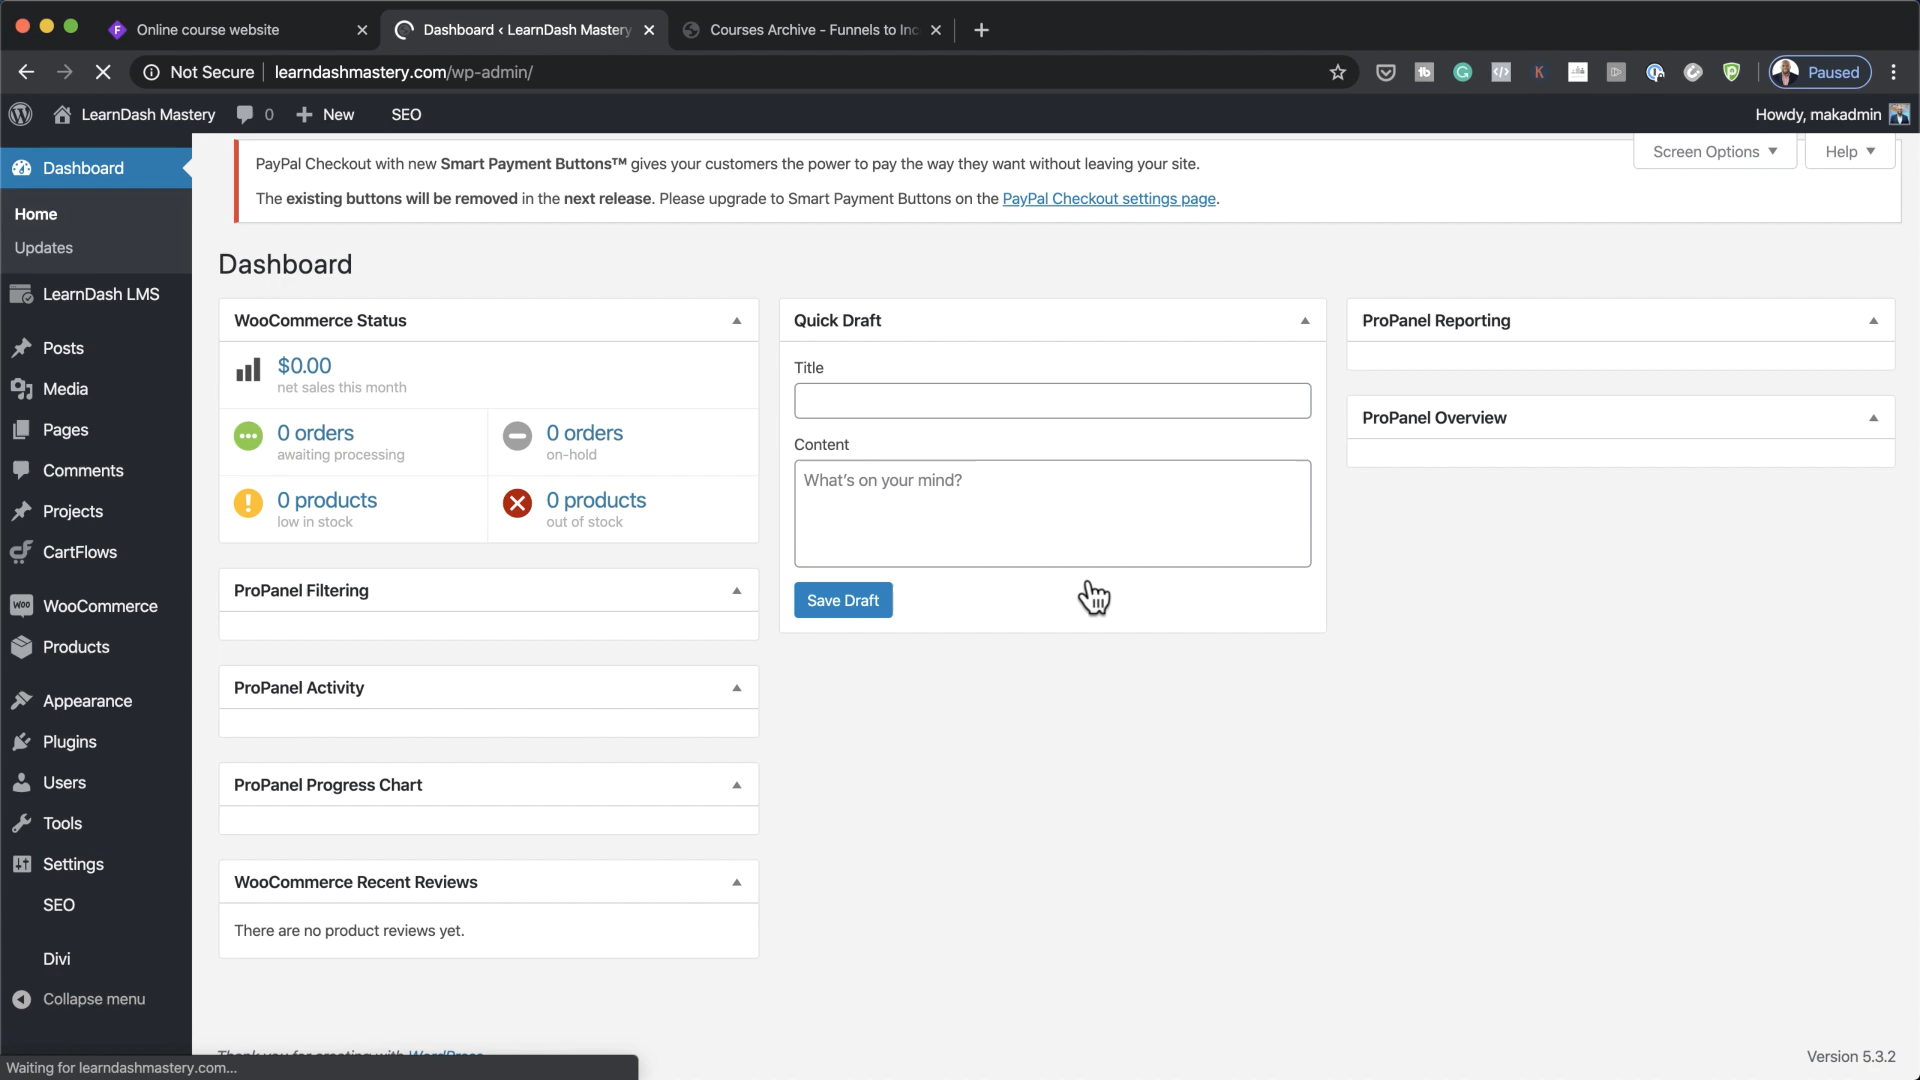 Online course website
Dashboard ‹ LearnDash Mastery
Courses Archive - Funnels to Inc
Not Secure
learndashmastery.com/wp-admin/
Paused
LearnDash Mastery
0
New
SEO
Howdy, makadmin
Dashboard
Home
Updates
LearnDash LMS
Posts
Media
Pages
Comments
Projects
CartFlows
WooCommerce
Products
Appearance
Plugins
Users
Tools
Settings
SEO
Divi
Collapse menu
PayPal Checkout with new Smart Payment Buttons™ gives your customers the power to pay the way they want without leaving your site.
The existing buttons will be removed in the next release. Please upgrade to Smart Payment Buttons on the PayPal Checkout settings page.
Screen Options
Help
Dashboard
WooCommerce Status
$0.00
net sales this month
0 orders
awaiting processing
0 orders
on-hold
0 products
low in stock
0 products
out of stock
ProPanel Filtering
ProPanel Activity
ProPanel Progress Chart
WooCommerce Recent Reviews
There are no product reviews yet.
Quick Draft
Title
Content
What's on your mind?
Save Draft
ProPanel Reporting
ProPanel Overview
Thank you for creating with WordPress
Version 5.3.2
Waiting for learndashmastery.com...